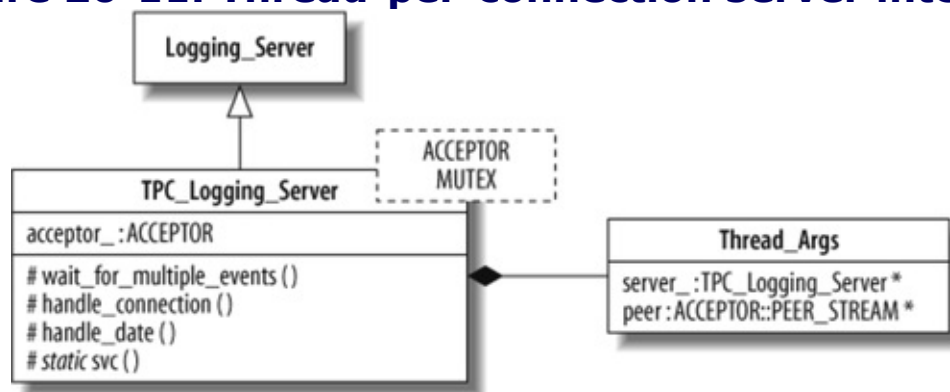 Logging_Server
ACCEPTOR
MUTEX
TPC_Logging_Server
acceptor_ : ACCEPTOR
# wait_for_multiple_events ( )
# handle_connection ( )
# handle_date ( )
# static svc ( )
Thread_Args
server_ : TPC_Logging_Server *
peer : ACCEPTOR::PEER_STREAM *